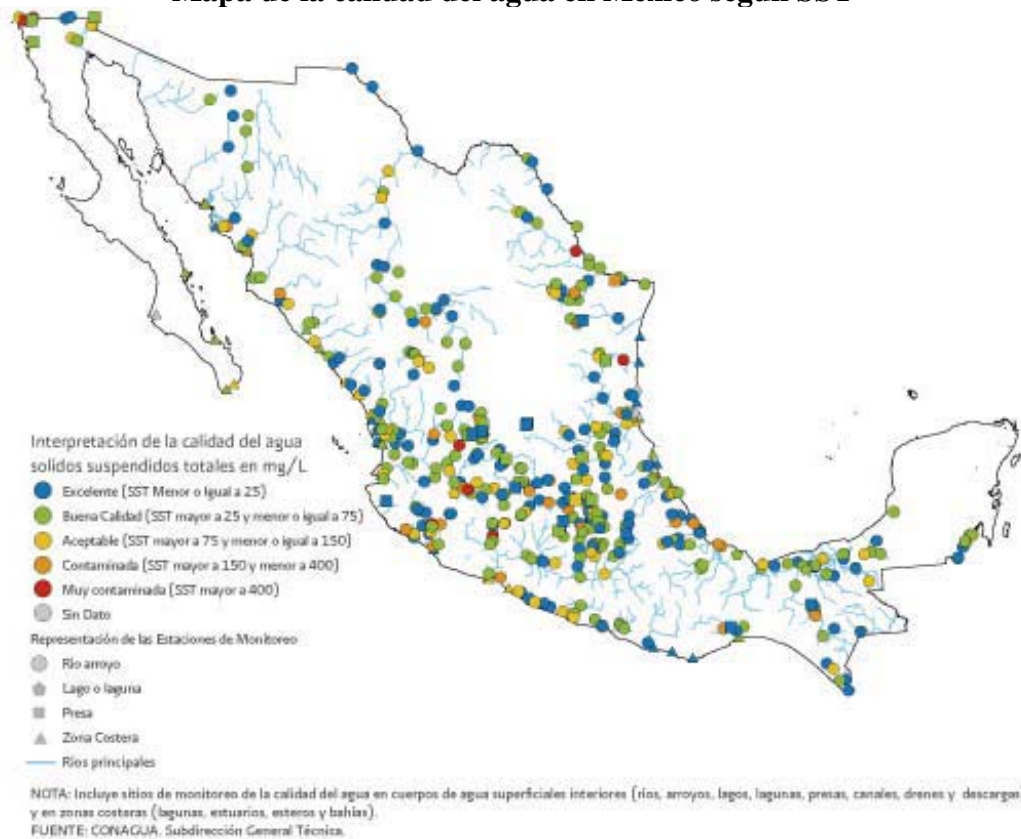 Mapa de la calidad del agua en México según SST
Interpretación de la calidad del agua
solidos suspendidos totales en mg/L
Excelente (SST Menor o igual a 25)
Buena Calidad (SST mayor a 25 y menor o igual a 75)
Aceptable (SST mayor a 75 y menor o igual a 150)
Contaminada (SST mayor a 150 y menor a 400)
Muy contaminada (SST mayor a 400)
Sin Dato
Representación de las Estaciones de Monitoreo
Río arroyo
Lago o laguna
Presa
Zona Costera
Ríos principales
NOTA: Incluye sitios de monitoreo de la calidad del agua en cuerpos de agua superficiales interiores (ríos, arroyos, lagos, lagunas, presas, canales, drenes y descargas
y en zonas costeras (lagunas, estuarios, esteros y bahías).
FUENTE: CONAGUA. Subdirección General Técnica.